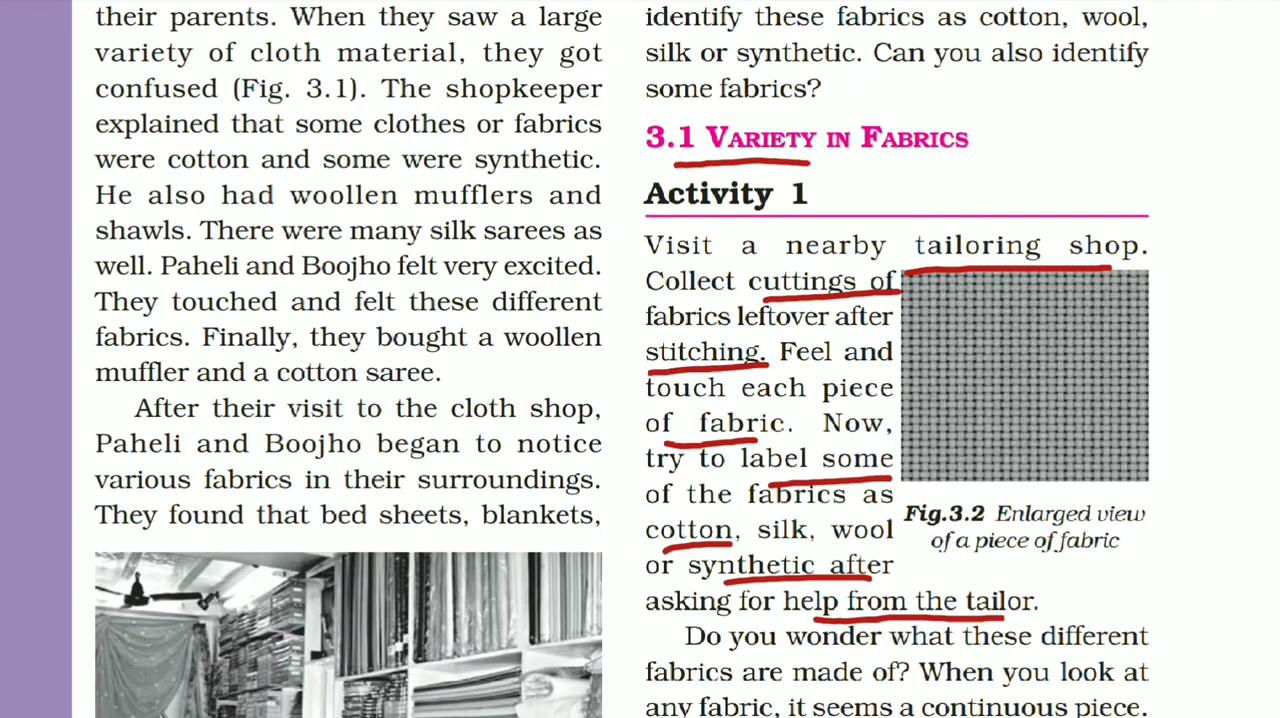 their parents. When they saw a large
variety of cloth material, they got
confused (Fig. 3.1). The shopkeeper
explained that some clothes or fabrics
were cotton and some were synthetic.
He also had woollen mufflers and
shawls. There were many silk sarees as
well. Paheli and Boojho felt very excited.
They touched and felt these different
fabrics. Finally, they bought a woollen
muffler and a cotton saree.
After their visit to the cloth shop,
Paheli and Boojho began to notice
various fabrics in their surroundings.
They found that bed sheets, blankets,
identify these fabrics as cotton, wool,
silk or synthetic. Can you also identify
some fabrics?
3.1 VARIETY IN FABRICS
Activity 1
Visit a nearby tailoring shop.
Collect cuttings of
fabrics leftover after
stitching. Feel and
touch each piece
of fabric. Now,
try to label some
of the fabrics as
cotton, silk, wool
or synthetic after
asking for help from the tailor.
Fig.3.2 Enlarged view
of a piece of fabric
Do you wonder what these different
fabrics are made of? When you look at
any fabric, it seems a continuous piece.